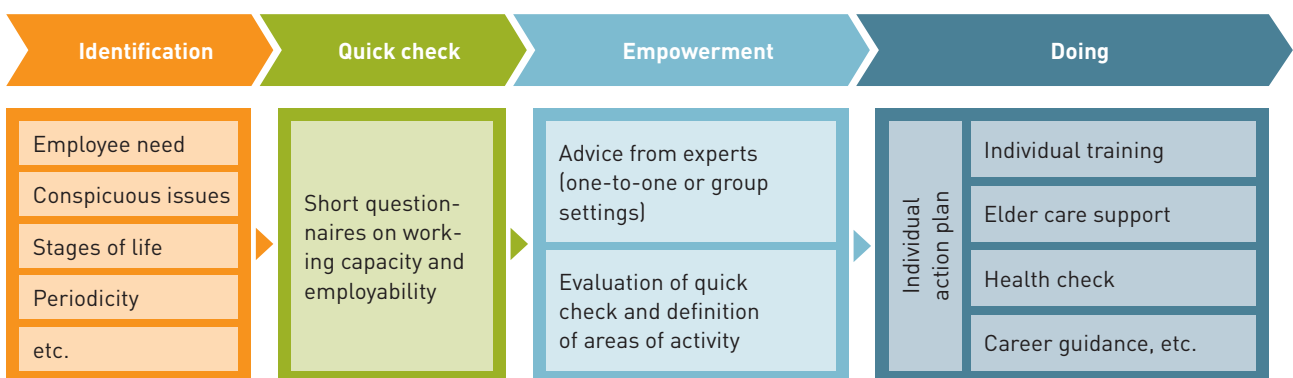 Identification
Quick check
Empowerment
Doing
Employee need
Conspicuous issues
Stages of life
Periodicity
etc.
Short question-
naires on work-
ing capacity and
employability
Advice from experts
(one-to-one or group
settings)
Evaluation of quick
check and definition
of areas of activity
Individual
action plan
Individual training
Elder care support
Health check
Career guidance, etc.